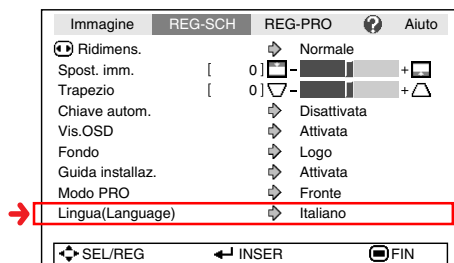 Immagine REG-SCH REG-PRO ? Aiuto
Ridimens. Normale
Spost. imm. [ 0] - +
Trapezio [ 0] - +
Chiave autom. Disattivata
Vis.OSD Attivata
Fondo Logo
Guida installaz. Attivata
Modo PRO Fronte
Lingua(Language) Italiano
SEL/REG INSER FIN